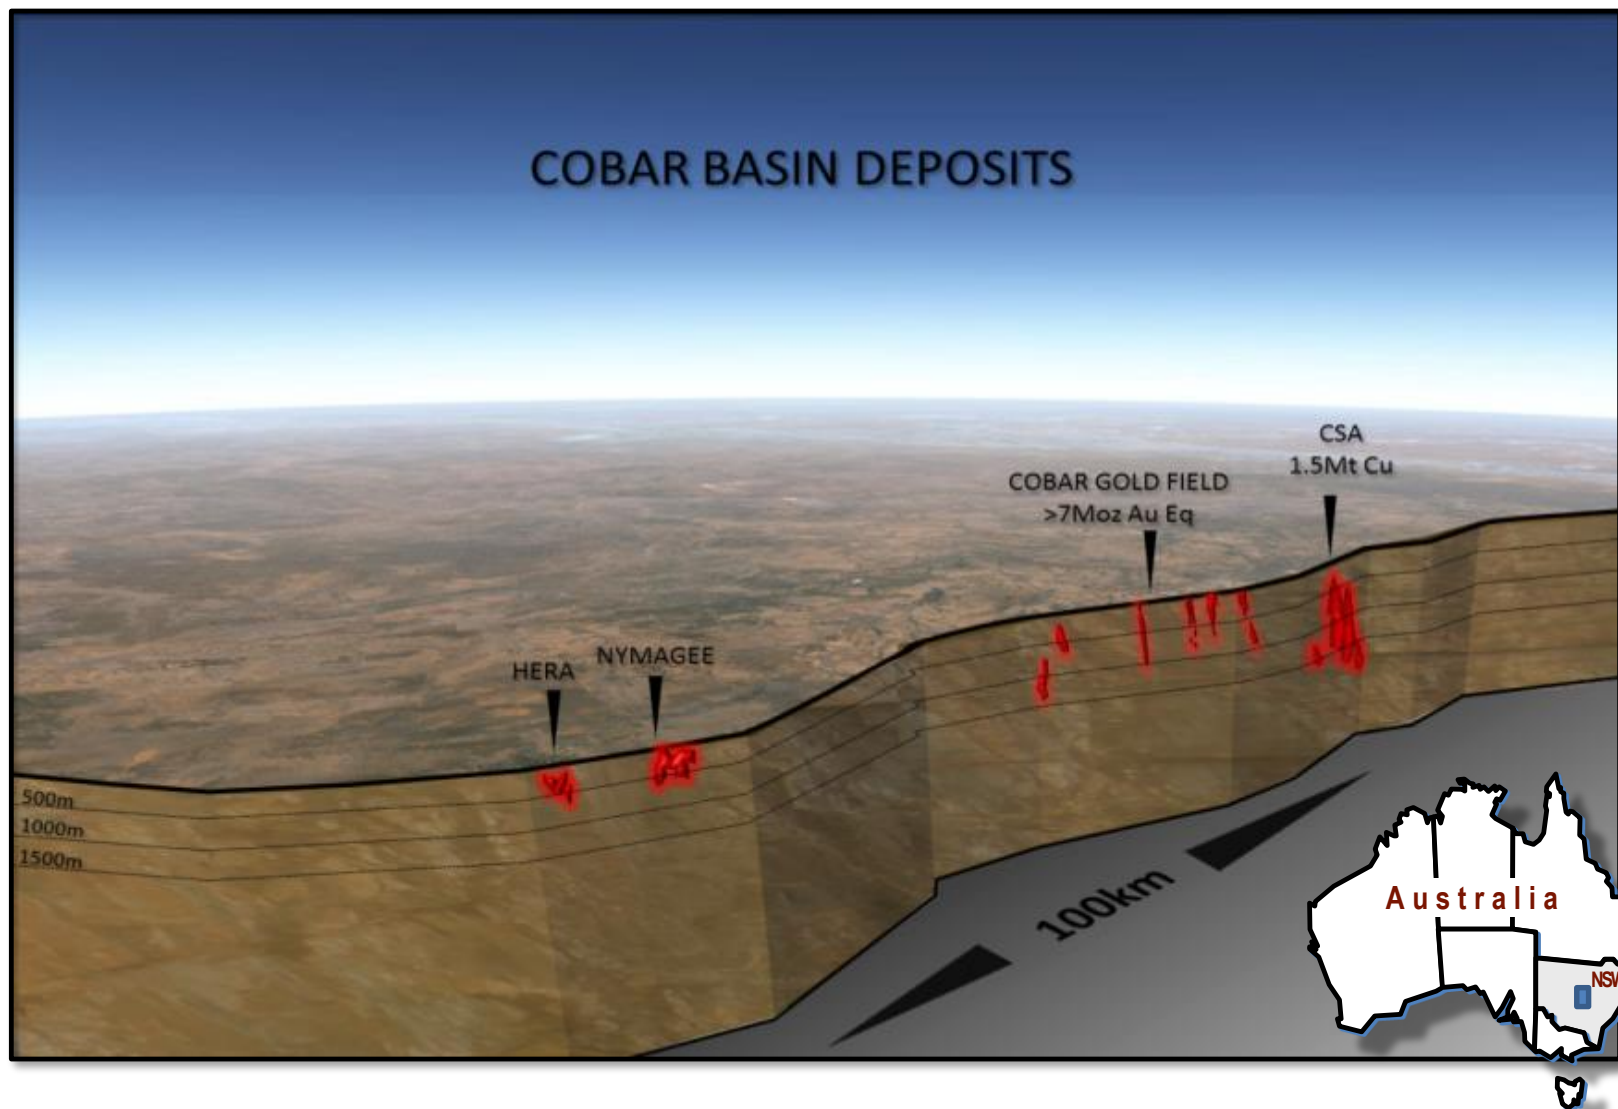 COBAR BASIN DEPOSITS
CSA
1.5Mt Cu
COBAR GOLD FIELD
>7Moz Au Eq
HERA
NYMAGEE
500m
1000m
1500m
100km
Australia
NSW